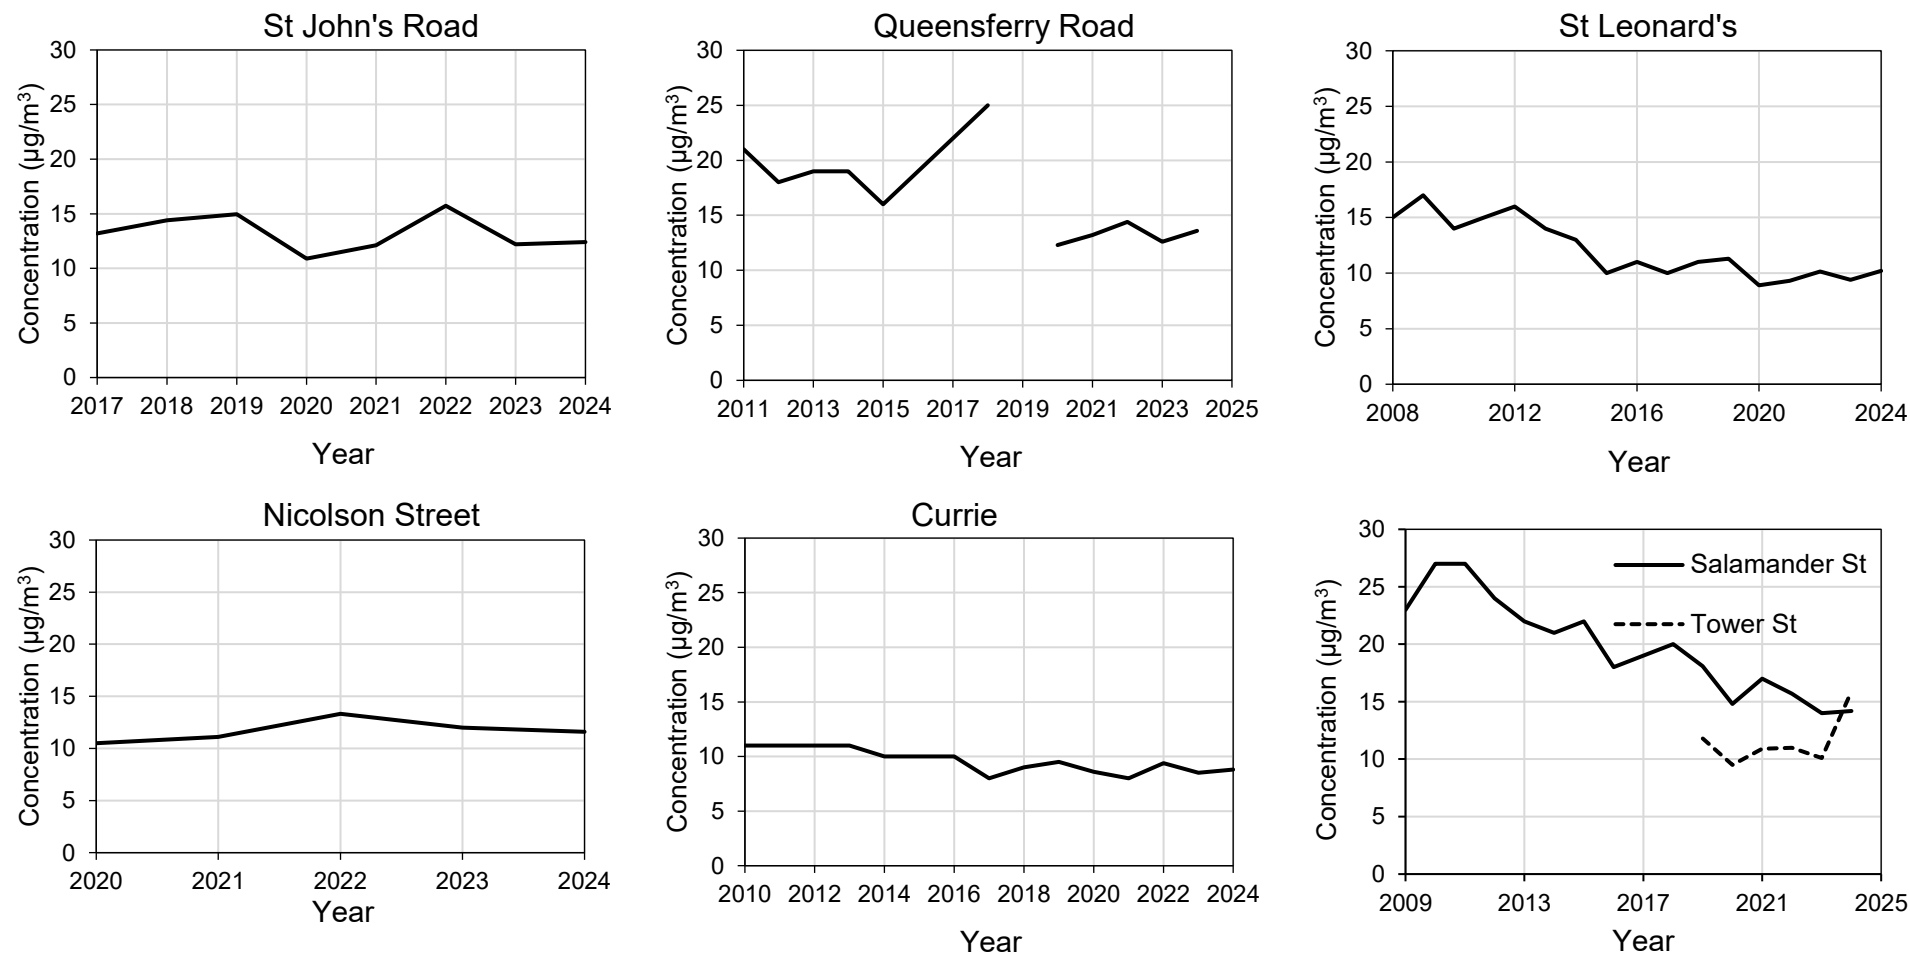 St John's Road
Concentration (µg/m³)
30
25
20
15
10
5
0
2017 2018 2019 2020 2021 2022 2023 2024
Year
Queensferry Road
Concentration (µg/m³)
30
25
20
15
10
5
0
2011 2013 2015 2017 2019 2021 2023 2025
Year
St Leonard's
Concentration (µg/m³)
30
25
20
15
10
5
0
2008 2012 2016 2020 2024
Year
Nicolson Street
Concentration (µg/m³)
30
25
20
15
10
5
0
2020 2021 2022 2023 2024
Year
Currie
Concentration (µg/m³)
30
25
20
15
10
5
0
2010 2012 2014 2016 2018 2020 2022 2024
Year
Concentration (µg/m³)
30
25
20
15
10
5
0
Salamander St
Tower St
2009 2013 2017 2021 2025
Year